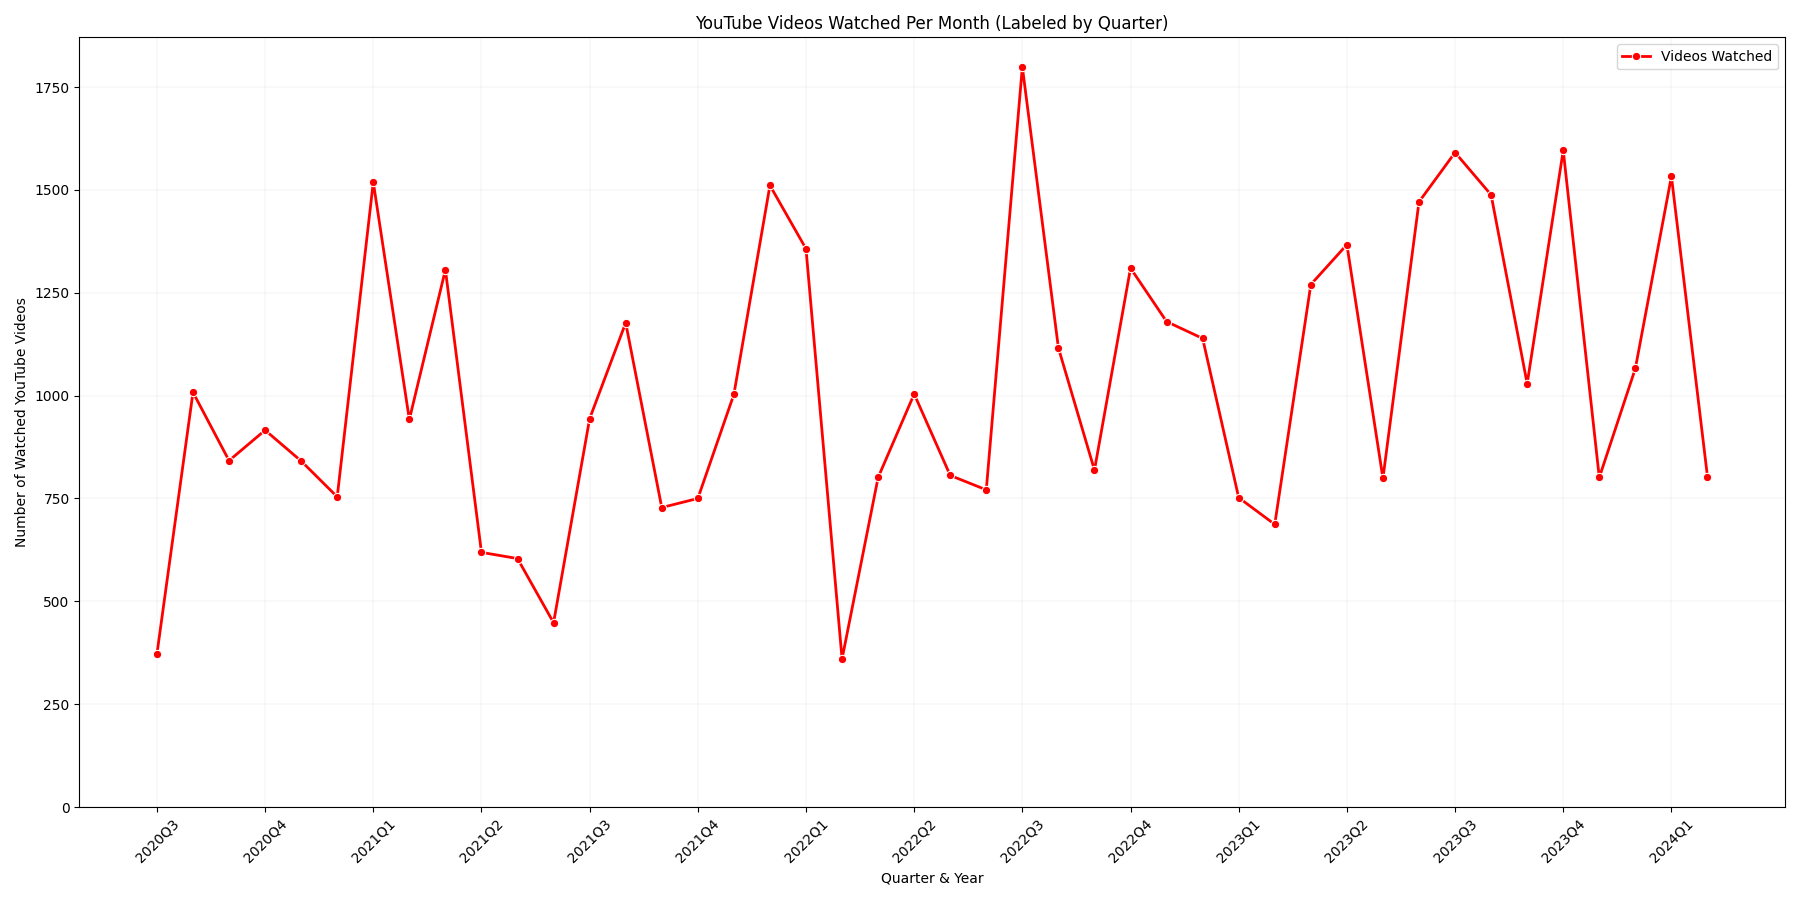 YouTube Videos Watched Per Month (Labeled by Quarter)
Videos Watched
Number of Watched YouTube Videos
1750
1500
1250
1000
750
500
250
0
2020Q3
2020Q4
2021Q1
2021Q2
2021Q3
2021Q4
2022Q1
2022Q2
2022Q3
2022Q4
2023Q1
2023Q2
2023Q3
2023Q4
2024Q1
Quarter & Year